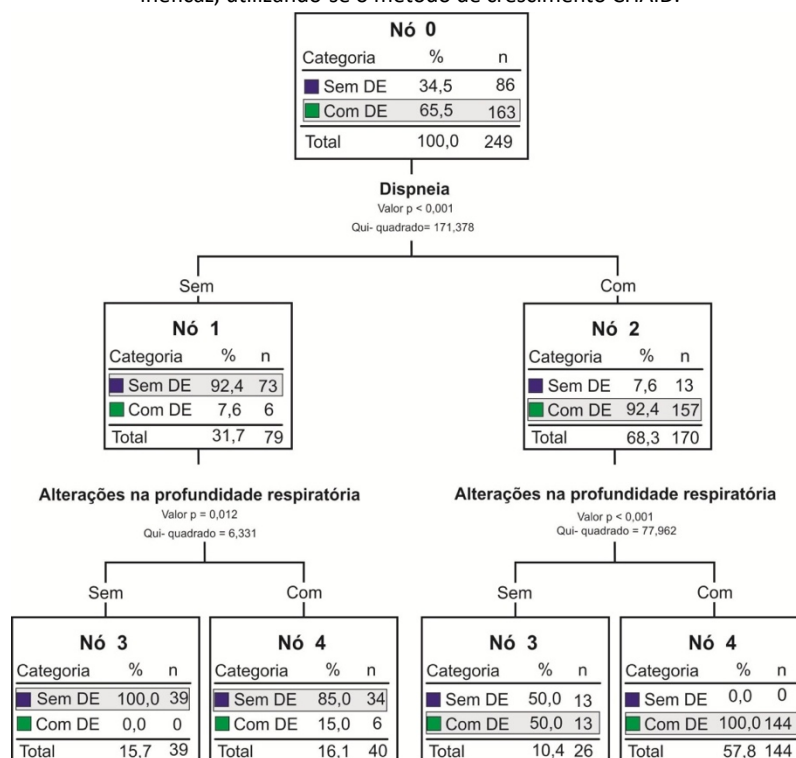 ineficaz, utilizando-se o método de crescimento CHAID.
Nó 0
Categoria % n
Sem DE 34,5 86
Com DE 65,5 163
Total 100,0 249
Dispneia
Valor p < 0,001
Qui- quadrado= 171,378
Sem
Com
Nó 1
Categoria % n
Sem DE 92,4 73
Com DE 7,6 6
Total 31,7 79
Nó 2
Categoria % n
Sem DE 7,6 13
Com DE 92,4 157
Total 68,3 170
Alterações na profundidade respiratória
Valor p = 0,012
Qui- quadrado = 6,331
Alterações na profundidade respiratória
Valor p < 0,001
Qui- quadrado = 77,962
Sem
Com
Sem
Com
Nó 3
Categoria % n
Sem DE 100,0 39
Com DE 0,0 0
Total 15,7 39
Nó 4
Categoria % n
Sem DE 85,0 34
Com DE 15,0 6
Total 16,1 40
Nó 3
Categoria % n
Sem DE 50,0 13
Com DE 50,0 13
Total 10,4 26
Nó 4
Categoria % n
Sem DE 0,0 0
Com DE 100,0 144
Total 57,8 144